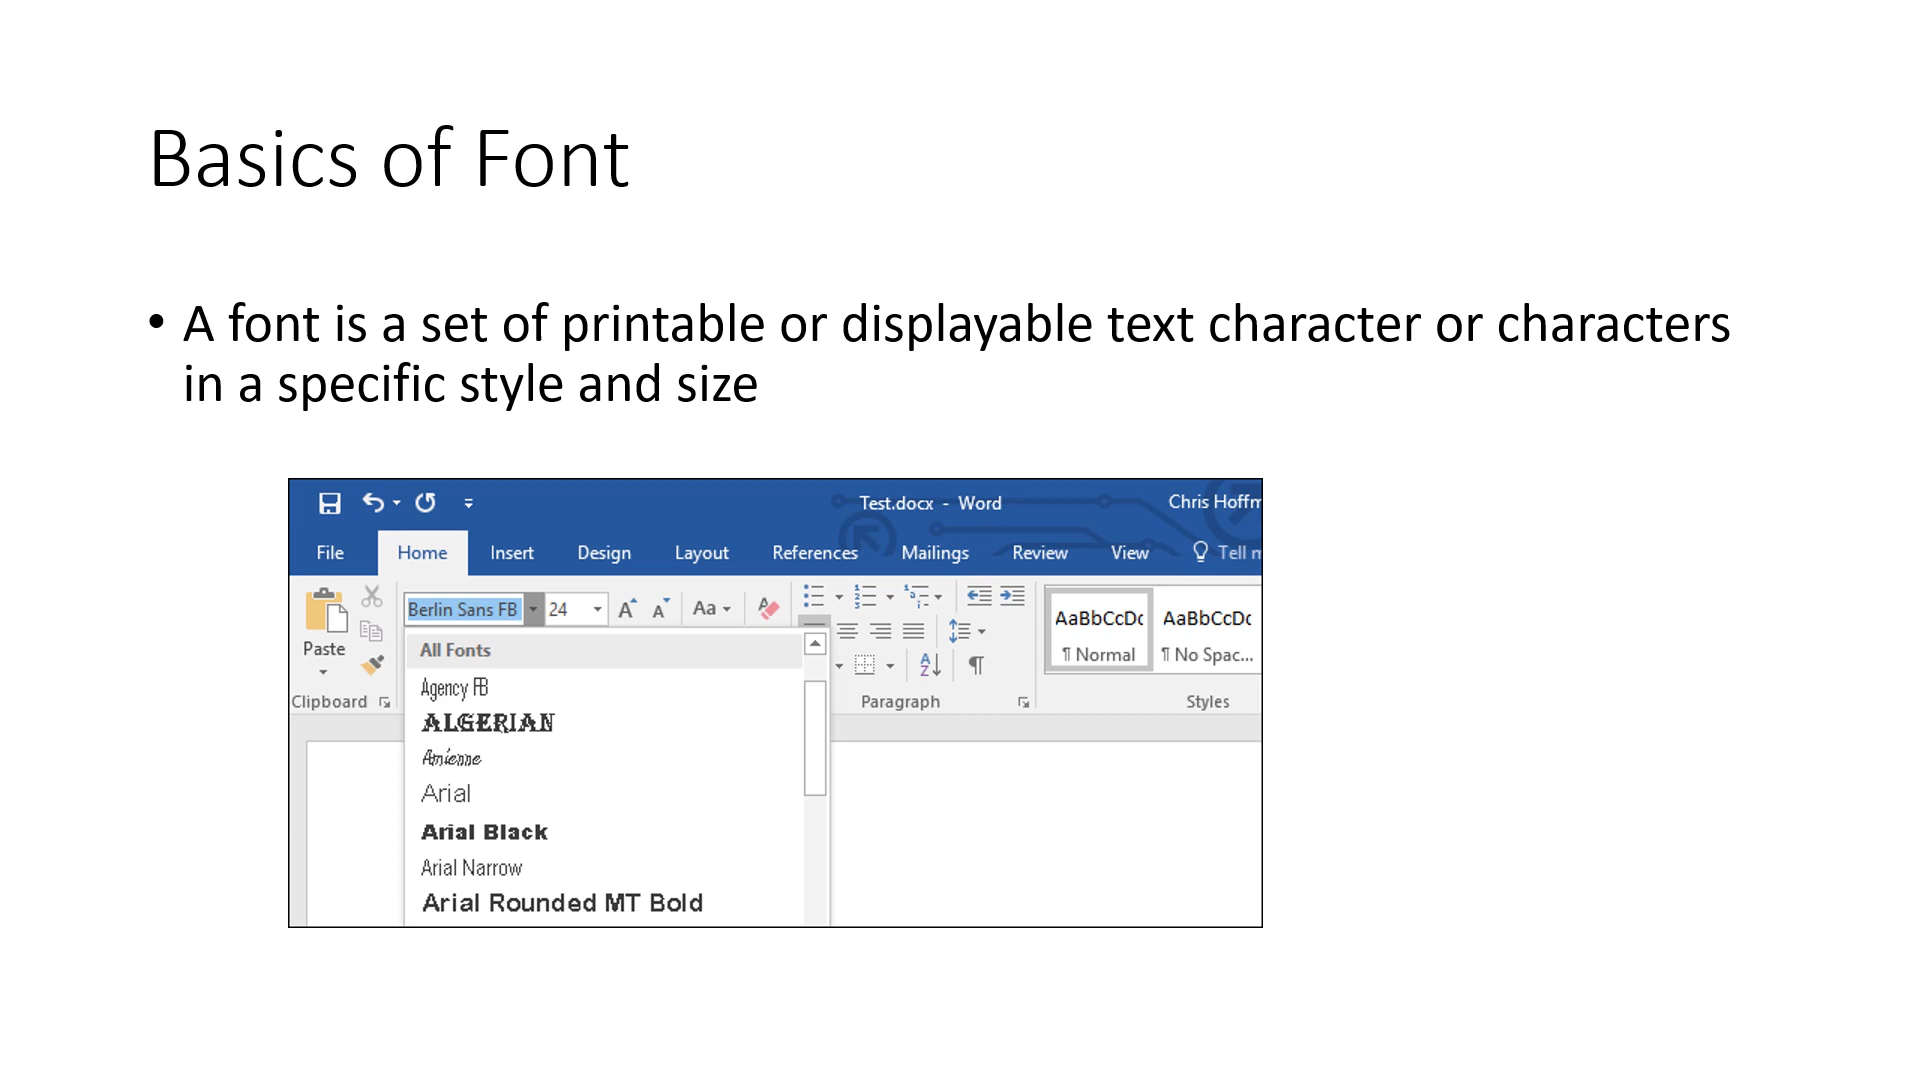 Basics of Font
• A font is a set of printable or displayable text character or characters
in a specific style and size
Test.docx - Word
Chris Hoffm
File Home Insert Design Layout References Mailings Review View Tell m
Berlin Sans FB 24 Aa
Paste
AaBbCcDc AaBbCcDc
¶ Normal ¶ No Spac...
Clipboard Paragraph Styles
All Fonts
Agency FB
ALGERIAN
Amienne
Arial
Arial Black
Arial Narrow
Arial Rounded MT Bold